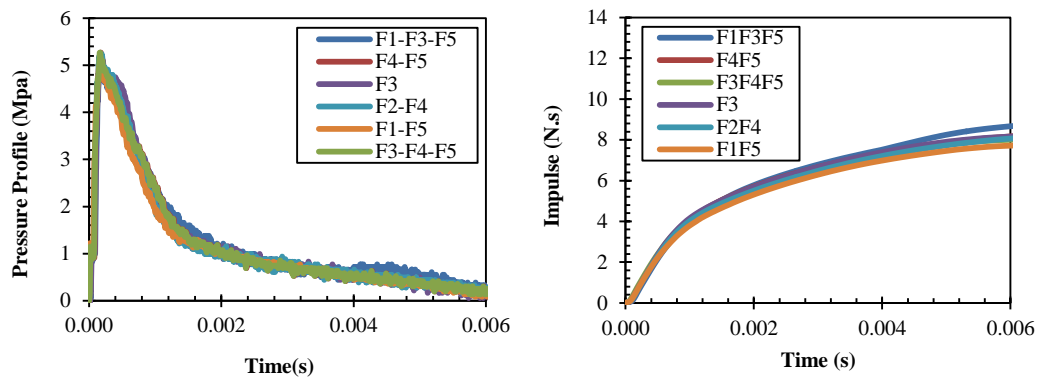 Pressure Profile (Mpa)
6
5
4
3
2
1
0
F1-F3-F5
F4-F5
F3
F2-F4
F1-F5
F3-F4-F5
0.000 0.002 0.004 0.006
Time(s)
Impulse (N.s)
14
12
10
8
6
4
2
0
F1F3F5
F4F5
F3F4F5
F3
F2F4
F1F5
0.000 0.002 0.004 0.006
Time (s)